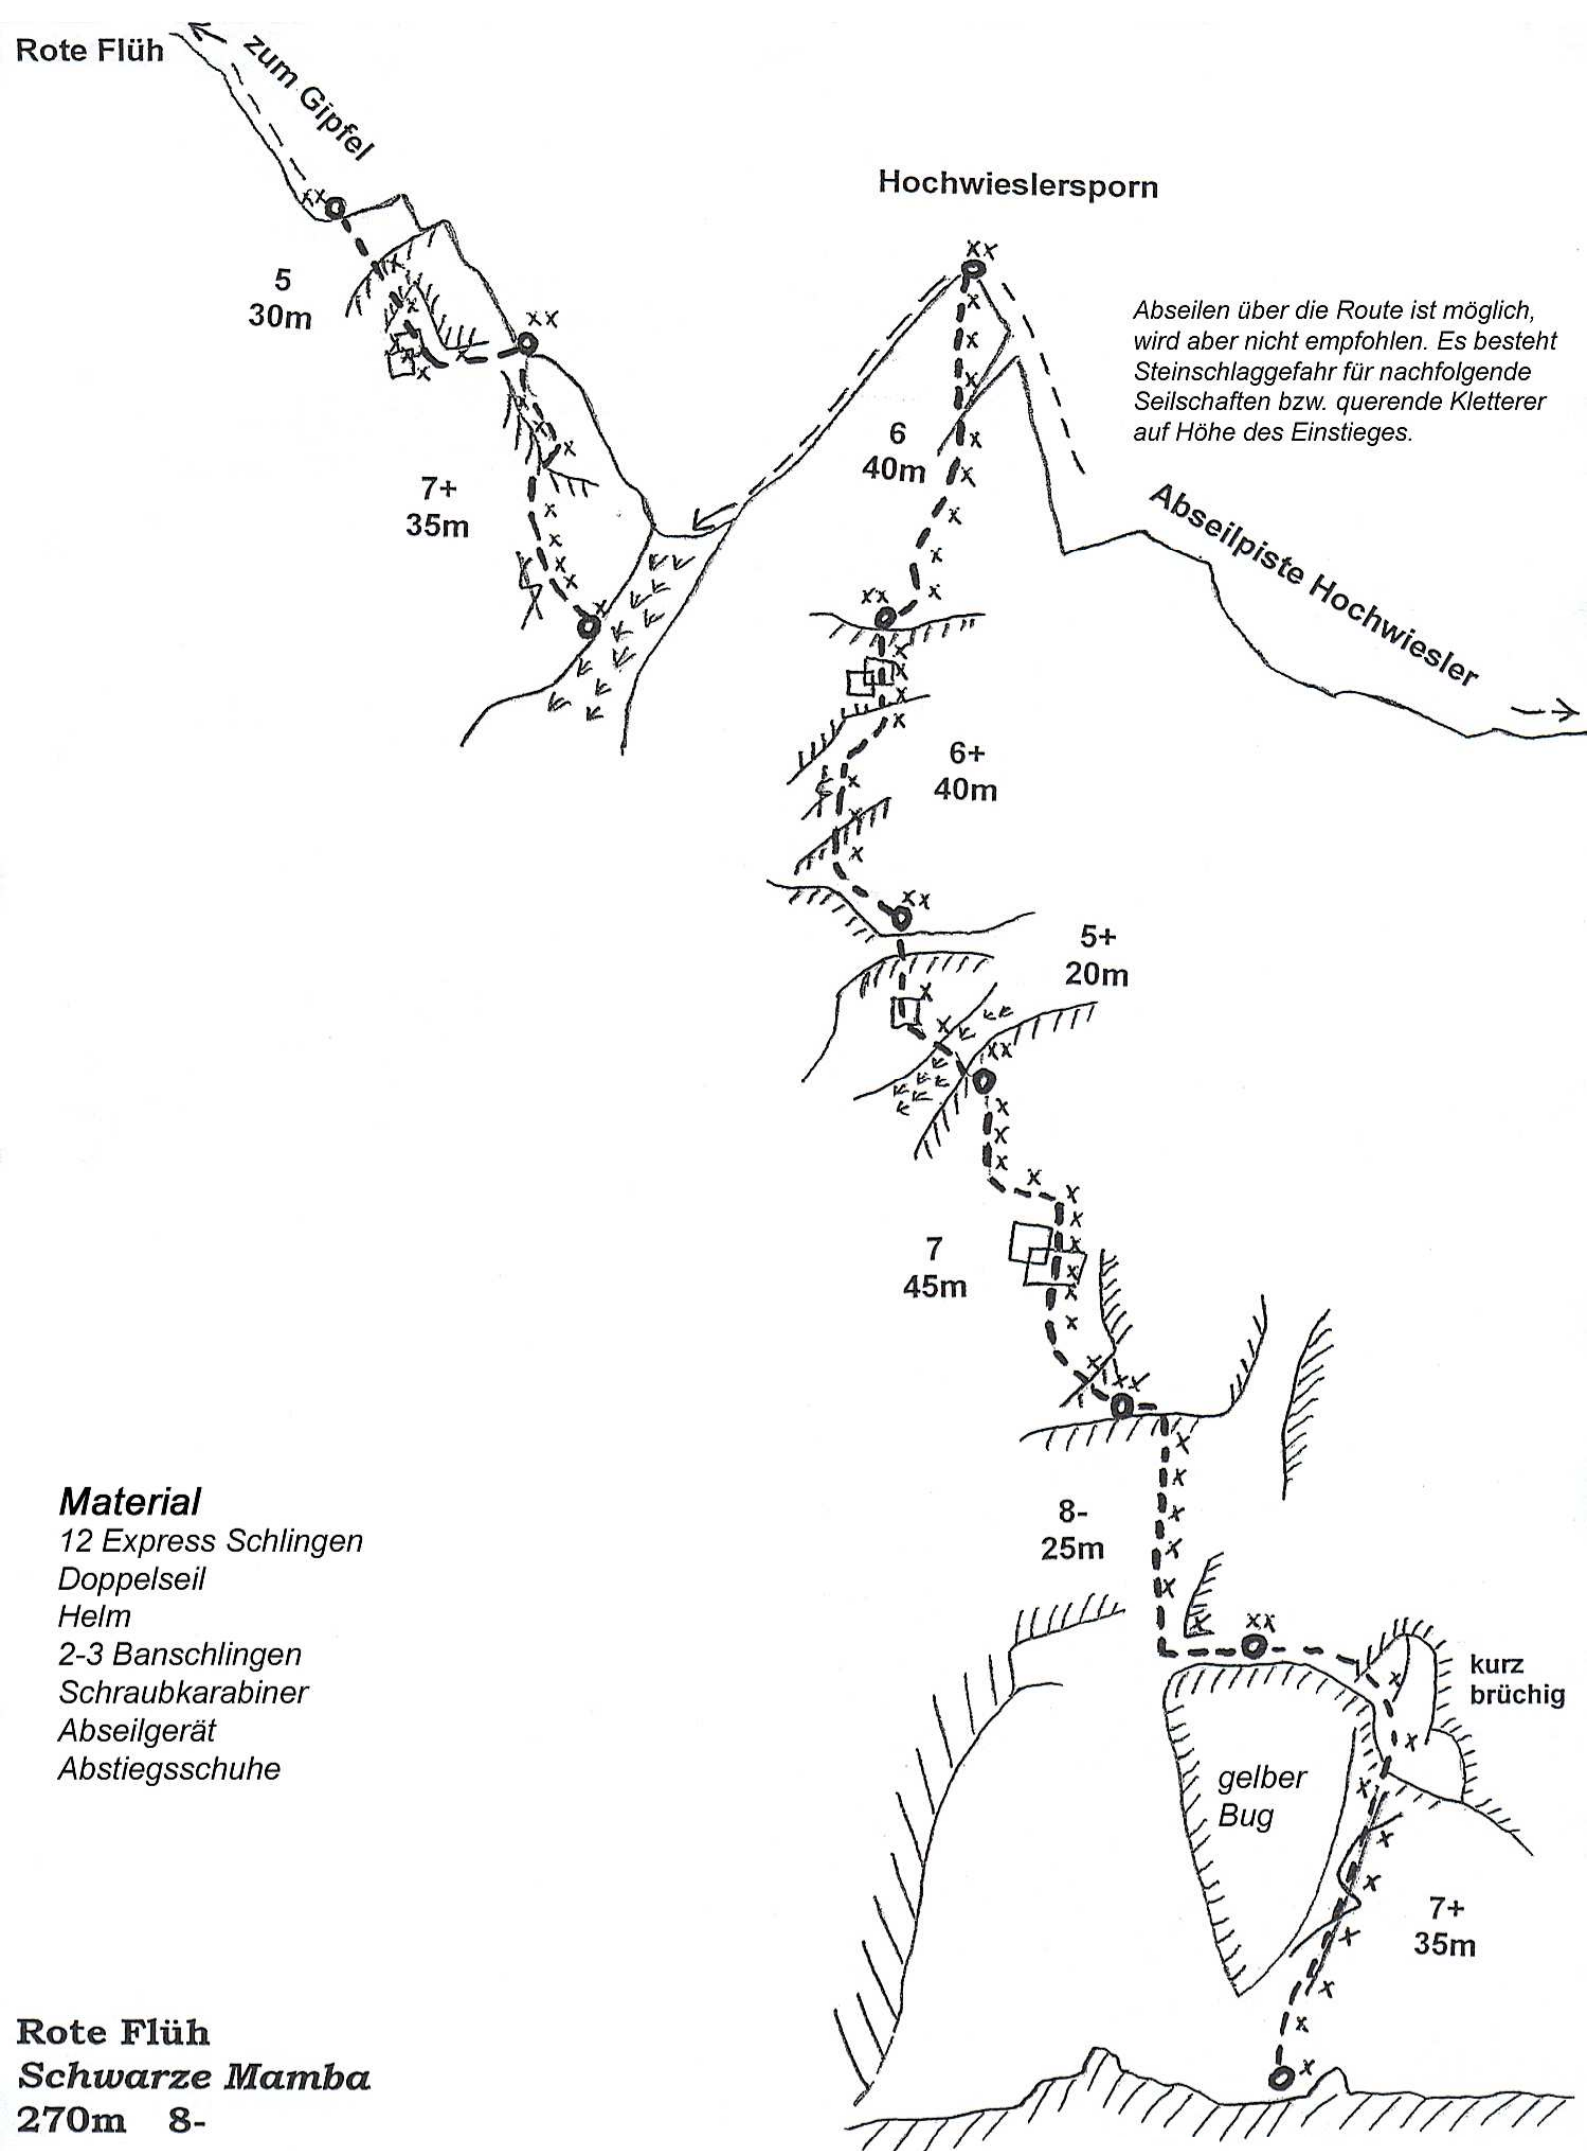 Rote Flüh
zum Gipfel
Hochwieslersporn
5
30m
Abseilen über die Route ist möglich,
wird aber nicht empfohlen. Es besteht
Steinschlaggefahr für nachfolgende
Seilschaften bzw. querende Kletterer
auf Höhe des Einstieges.
6
40m
7+
35m
Abseilpiste Hochwiesler
6+
40m
5+
20m
7
45m
8-
25m
Material
12 Express Schlingen
Doppelseil
Helm
2-3 Banschlingen
Schraubkarabiner
Abseilgerät
Abstiegsschuhe
kurz
brüchig
gelber
Bug
7+
35m
Rote Flüh
Schwarze Mamba
270m 8-